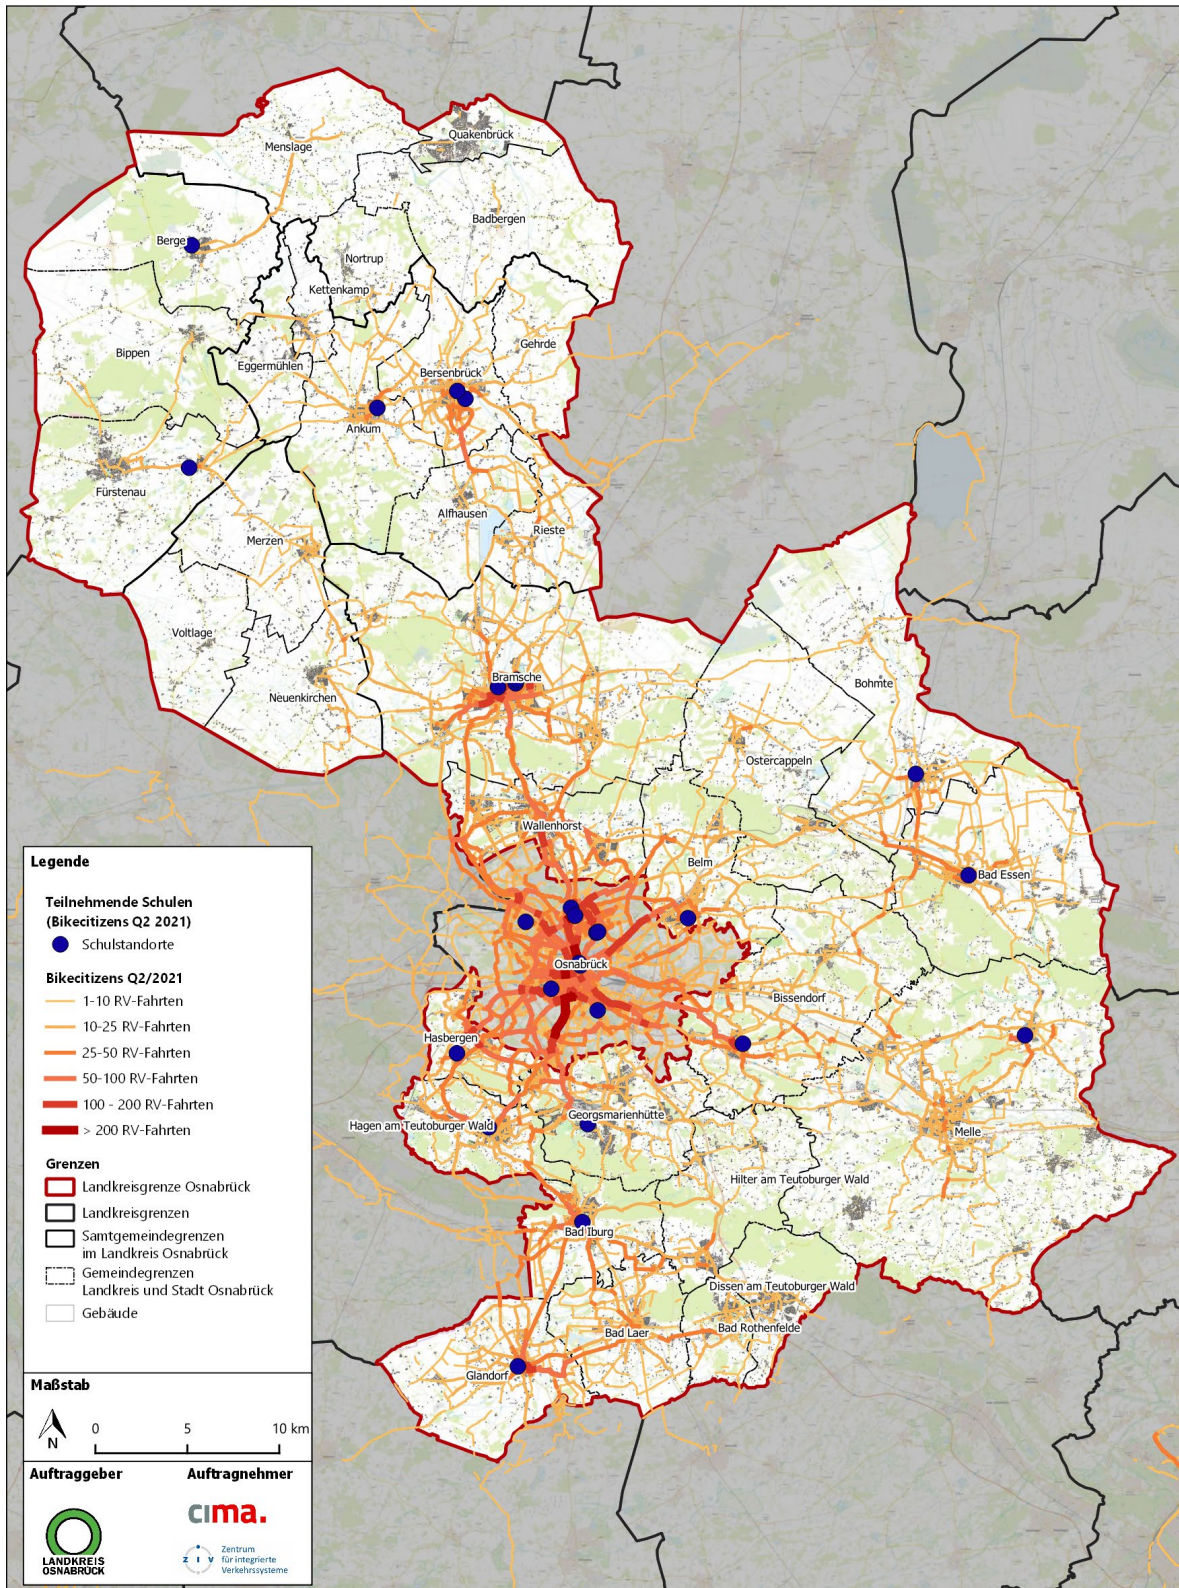 Menslage
Quakenbrück
Badbergen
Berge
Nortrup
Kettenkamp
Gehrde
Bippen
Eggermühlen
Bersenbrück
Ankum
Fürstenau
Alfhausen
Rieste
Merzen
Voltlage
Neuenkirchen
Bramsche
Bohmte
Ostercappeln
Wallenhorst
Belm
Bad Essen
Osnabrück
Bissendorf
Hasbergen
Georgsmarienhütte
Hagen am Teutoburger Wald
Melle
Hilter am Teutoburger Wald
Bad Iburg
Dissen am Teutoburger Wald
Bad Laer
Bad Rothenfelde
Glandorf
Legende
Teilnehmende Schulen
(Bikecitizens Q2 2021)
Schulstandorte
Bikecitizens Q2/2021
1-10 RV-Fahrten
10-25 RV-Fahrten
25-50 RV-Fahrten
50-100 RV-Fahrten
100 - 200 RV-Fahrten
> 200 RV-Fahrten
Grenzen
Landkreisgrenze Osnabrück
Landkreisgrenzen
Samtgemeindegrenzen
im Landkreis Osnabrück
Gemeindegrenzen
Landkreis und Stadt Osnabrück
Gebäude
Maßstab
N
0 5 10 km
Auftraggeber
LANDKREIS
OSNABRÜCK
Auftragnehmer
cima.
ZIV
Zentrum
für integrierte
Verkehrssysteme